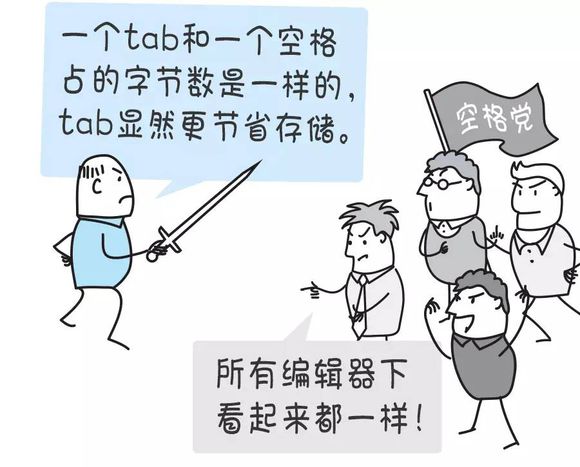 一个tab和一个空格
占的字节数是一样的，
tab显然更节省存储。
空格党
所有编辑器下
看起来都一样！